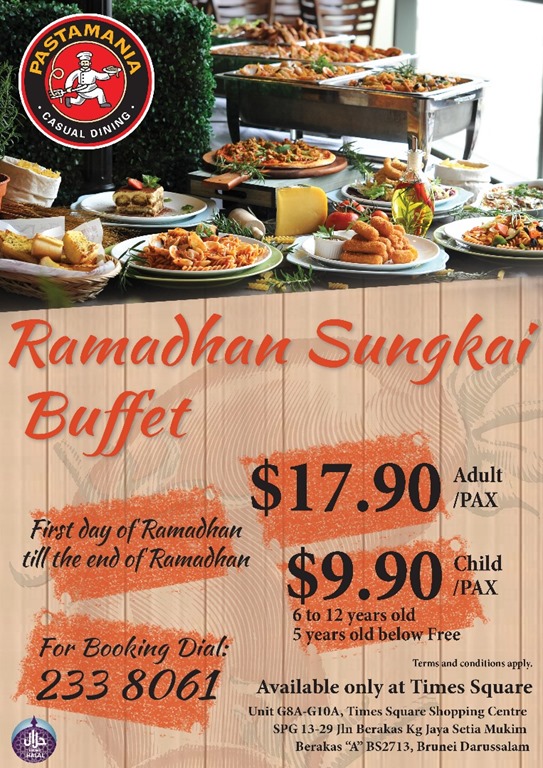 PASTAMANIA
• CASUAL DINING •
Ramadhan Sungkai
Buffet
$17.90 Adult
/PAX
First day of Ramadhan
till the end of Ramadhan
$9.90 Child
/PAX
6 to 12 years old
5 years old below Free
For Booking Dial:
233 8061
Terms and conditions apply.
Available only at Times Square
Unit G8A-G10A, Times Square Shopping Centre
SPG 13-29 Jln Berakas Kg Jaya Setia Mukim
Berakas “A” BS2713, Brunei Darussalam
حلال
HALAL